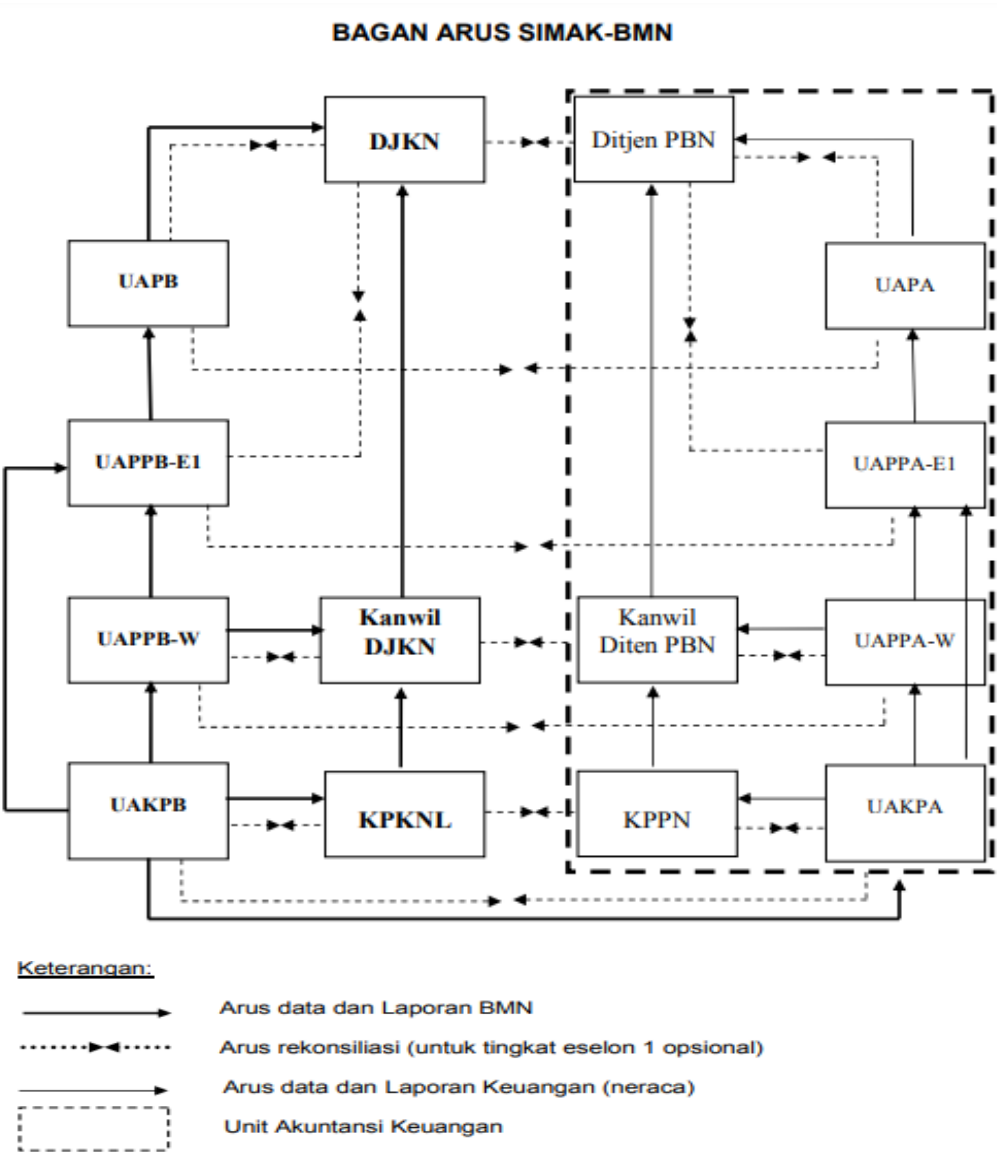 BAGAN ARUS SIMAK-BMN
DJKN
Ditjen PBN
UAPB
UAPA
UAPPB-E1
UAPPA-E1
UAPPB-W
Kanwil
DJKN
Kanwil
Diten PBN
UAPPA-W
UAKPB
KPKNL
KPPN
UAKPA
Keterangan:
Arus data dan Laporan BMN
Arus rekonsiliasi (untuk tingkat eselon 1 opsional)
Arus data dan Laporan Keuangan (neraca)
Unit Akuntansi Keuangan